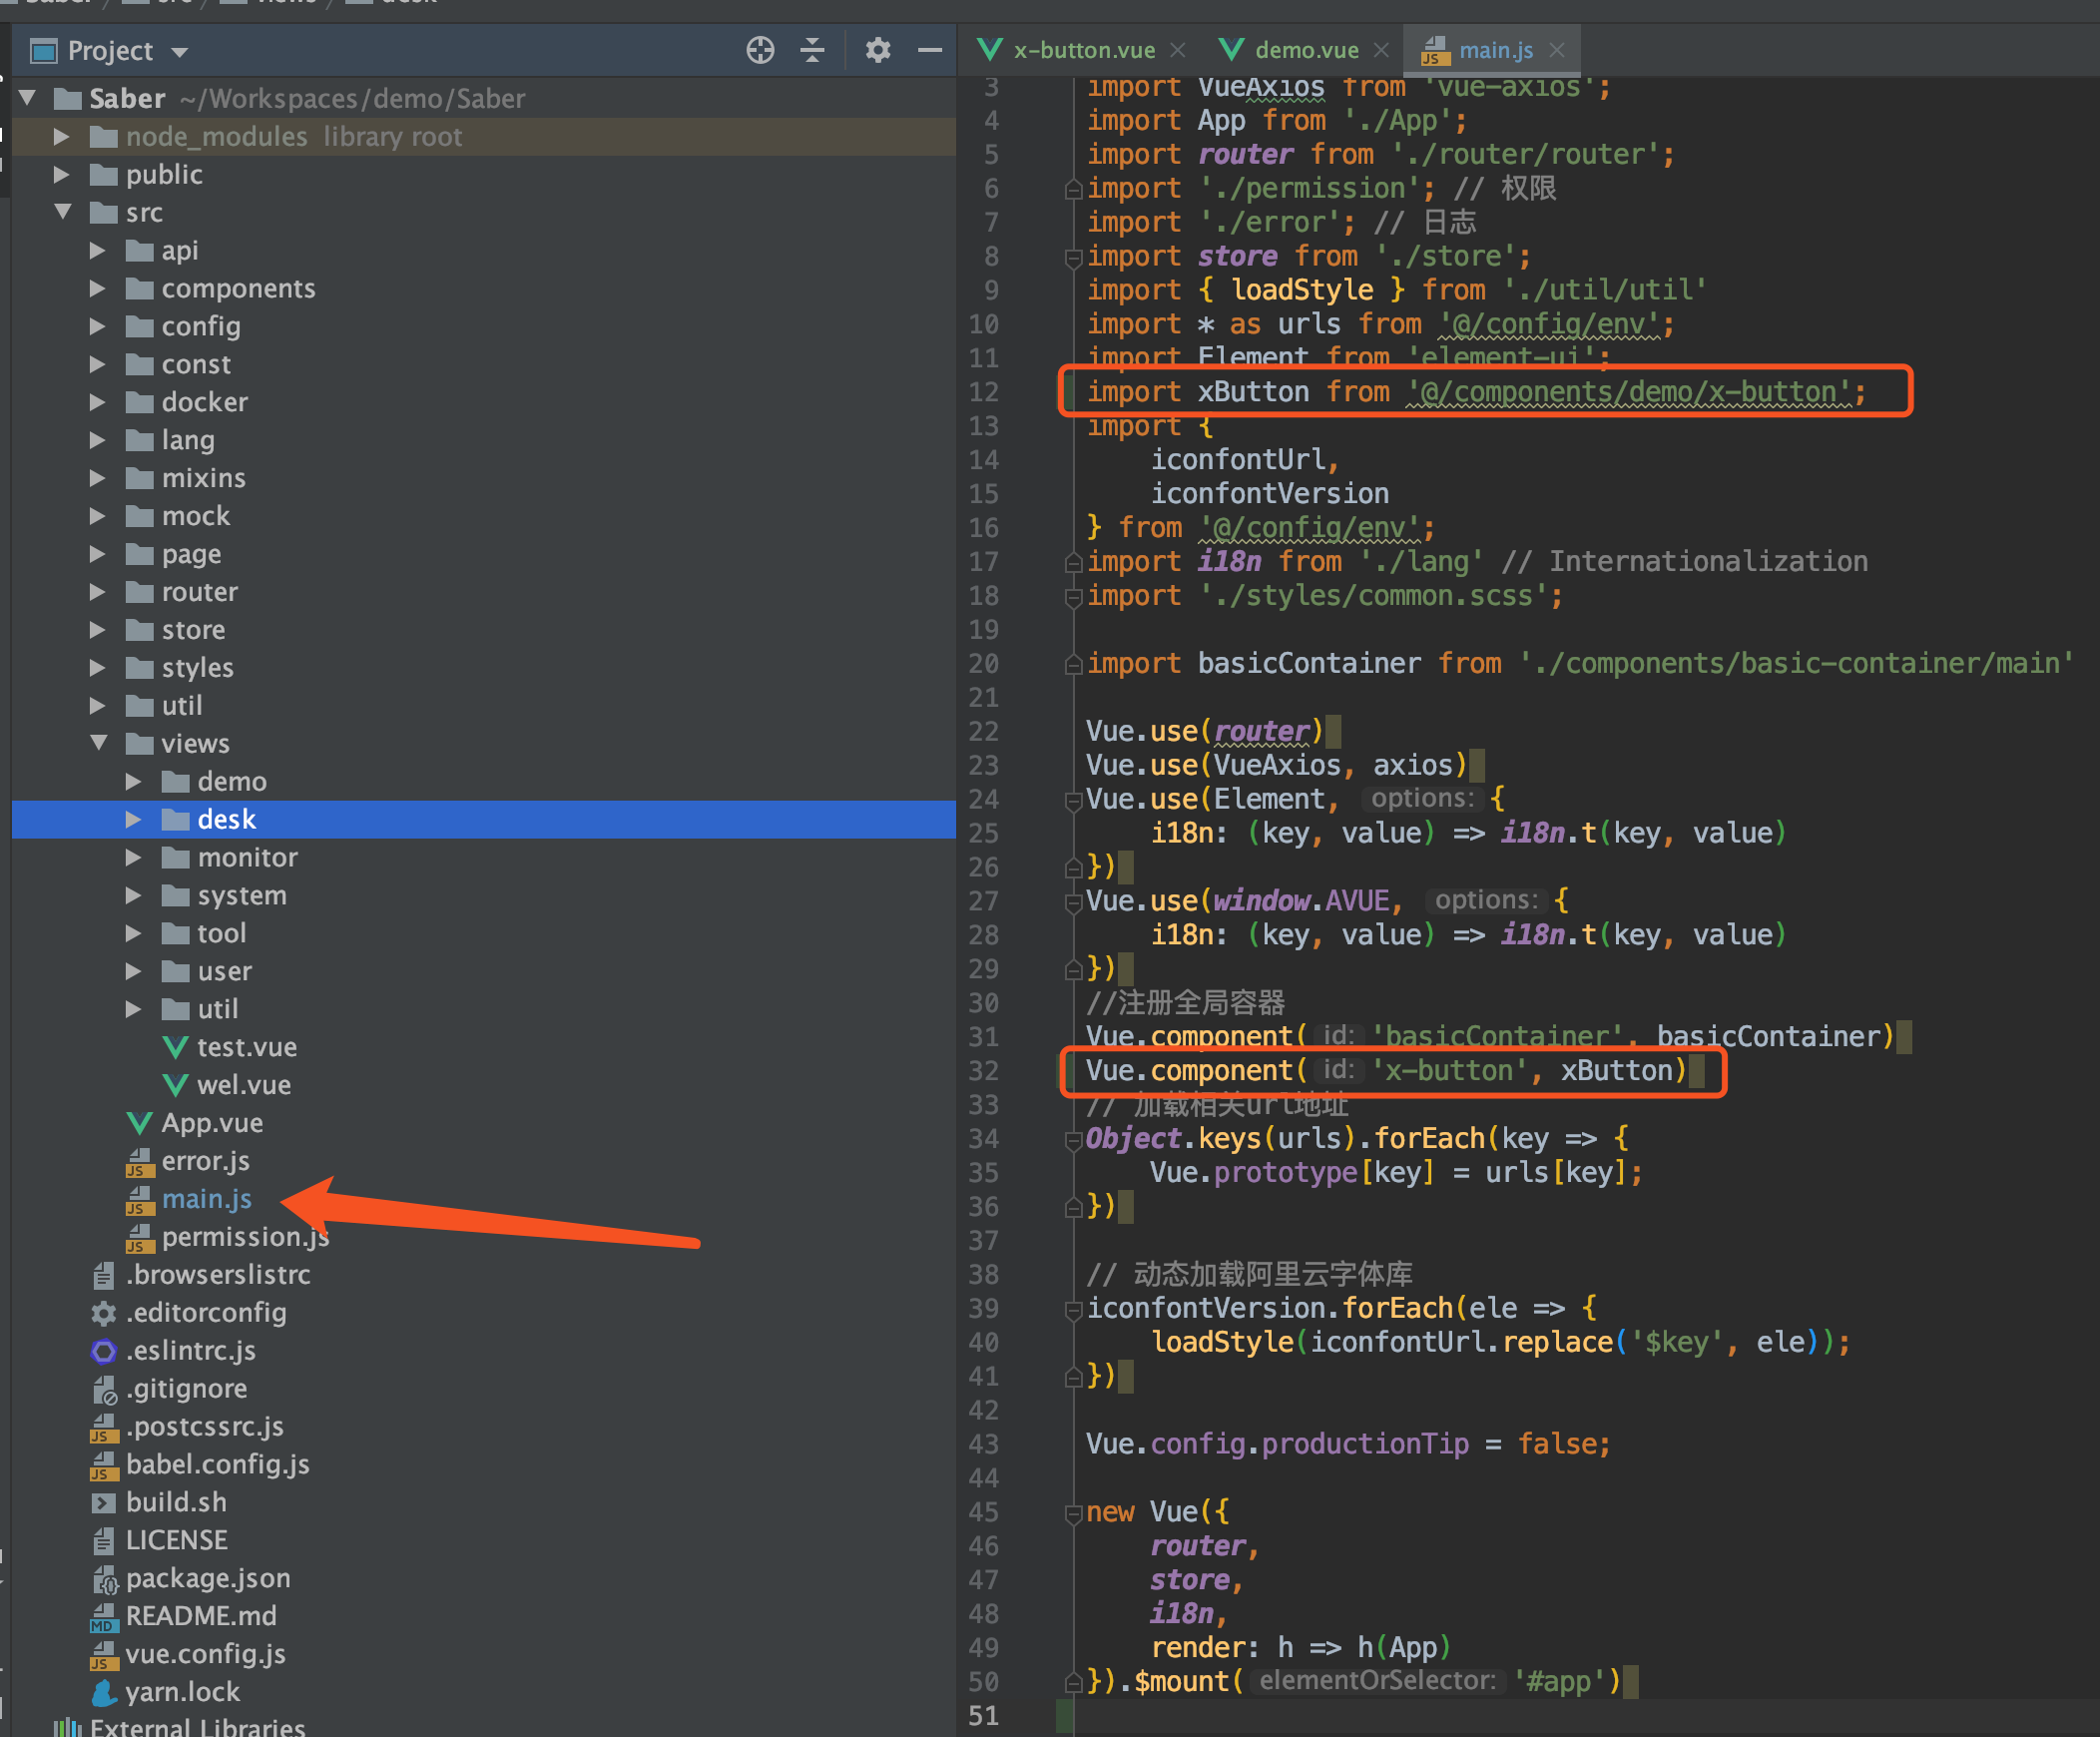 Saber
src
views
desk
Project
Saber ~/Workspaces/demo/Saber
node_modules library root
public
src
api
components
config
const
docker
lang
mixins
mock
page
router
store
styles
util
views
demo
desk
monitor
system
tool
user
util
test.vue
wel.vue
App.vue
error.js
main.js
permission.js
.browserslistrc
.editorconfig
.eslintrc.js
.gitignore
.postcssrc.js
babel.config.js
build.sh
LICENSE
package.json
README.md
vue.config.js
yarn.lock
External Libraries
x-button.vue
demo.vue
main.js
3 import VueAxios from 'vue-axios';
4 import App from './App';
5 import router from './router/router';
6 import './permission'; // 权限
7 import './error'; // 日志
8 import store from './store';
9 import { loadStyle } from './util/util'
10 import * as urls from '@/config/env';
11 import Element from 'element-ui';
12 import xButton from '@/components/demo/x-button';
13 import {
14 iconfontUrl,
15 iconfontVersion
16 } from '@/config/env';
17 import i18n from './lang' // Internationalization
18 import './styles/common.scss';
19
20 import basicContainer from './components/basic-container/main'
21
22 Vue.use(router)
23 Vue.use(VueAxios, axios)
24 Vue.use(Element, options: {
25 i18n: (key, value) => i18n.t(key, value)
26 })
27 Vue.use(window.AVUE, options: {
28 i18n: (key, value) => i18n.t(key, value)
29 })
30 //注册全局容器
31 Vue.component( id: 'basicContainer', basicContainer)
32 Vue.component( id: 'x-button', xButton)
33 // 加载相关url地址
34 Object.keys(urls).forEach(key => {
35 Vue.prototype[key] = urls[key];
36 })
37
38 // 动态加载阿里云字体库
39 iconfontVersion.forEach(ele => {
40 loadStyle(iconfontUrl.replace('$key', ele));
41 })
42
43 Vue.config.productionTip = false;
44
45 new Vue({
46 router,
47 store,
48 i18n,
49 render: h => h(App)
50 }).$mount( elementOrSelector: '#app')
51